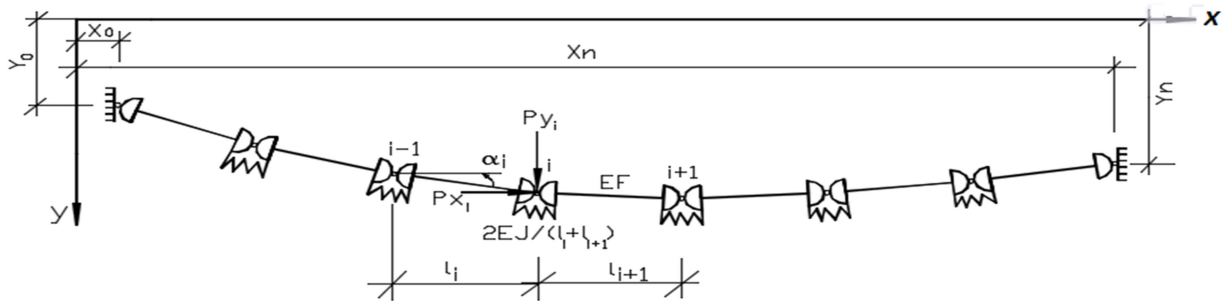 x
X0
Y0
Xn
Yn
Pyi
i-1
αi
i
i+1
EF
Pxi
y
2EJ/(li+li+1)
li
li+1